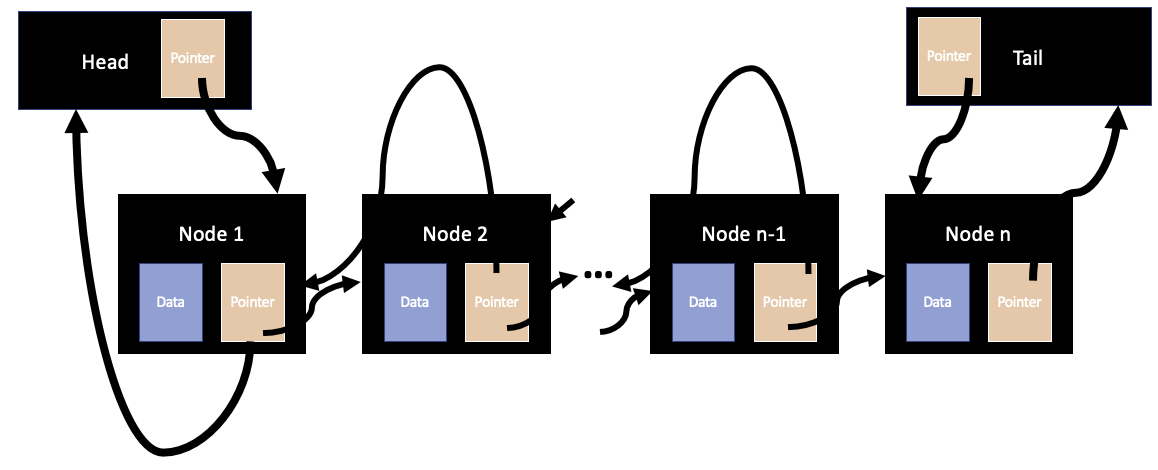 Head
Pointer
Pointer
Tail
Node 1
Data
Pointer
Node 2
Data
Pointer
...
Node n-1
Data
Pointer
Node n
Data
Pointer